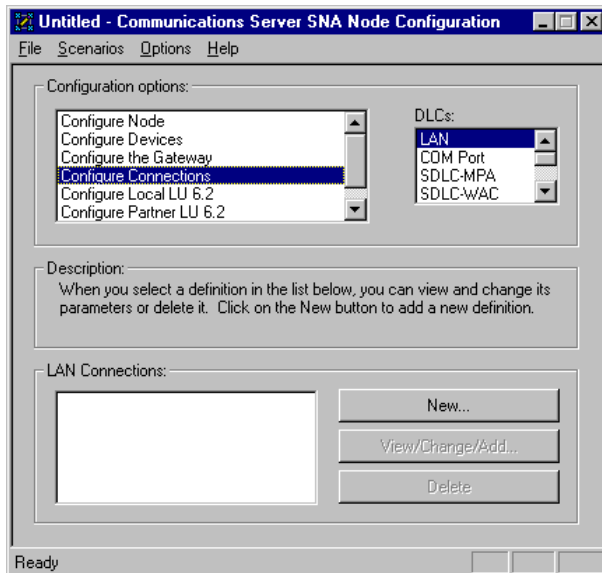 Untitled - Communications Server SNA Node Configuration
File Scenarios Options Help
Configuration options:
Configure Node
Configure Devices
Configure the Gateway
Configure Connections
Configure Local LU 6.2
Configure Partner LU 6.2
DLCs:
LAN
COM Port
SDLC-MPA
SDLC-WAC
Description:
When you select a definition in the list below, you can view and change its
parameters or delete it. Click on the New button to add a new definition.
LAN Connections:
New...
View/Change/Add...
Delete
Ready